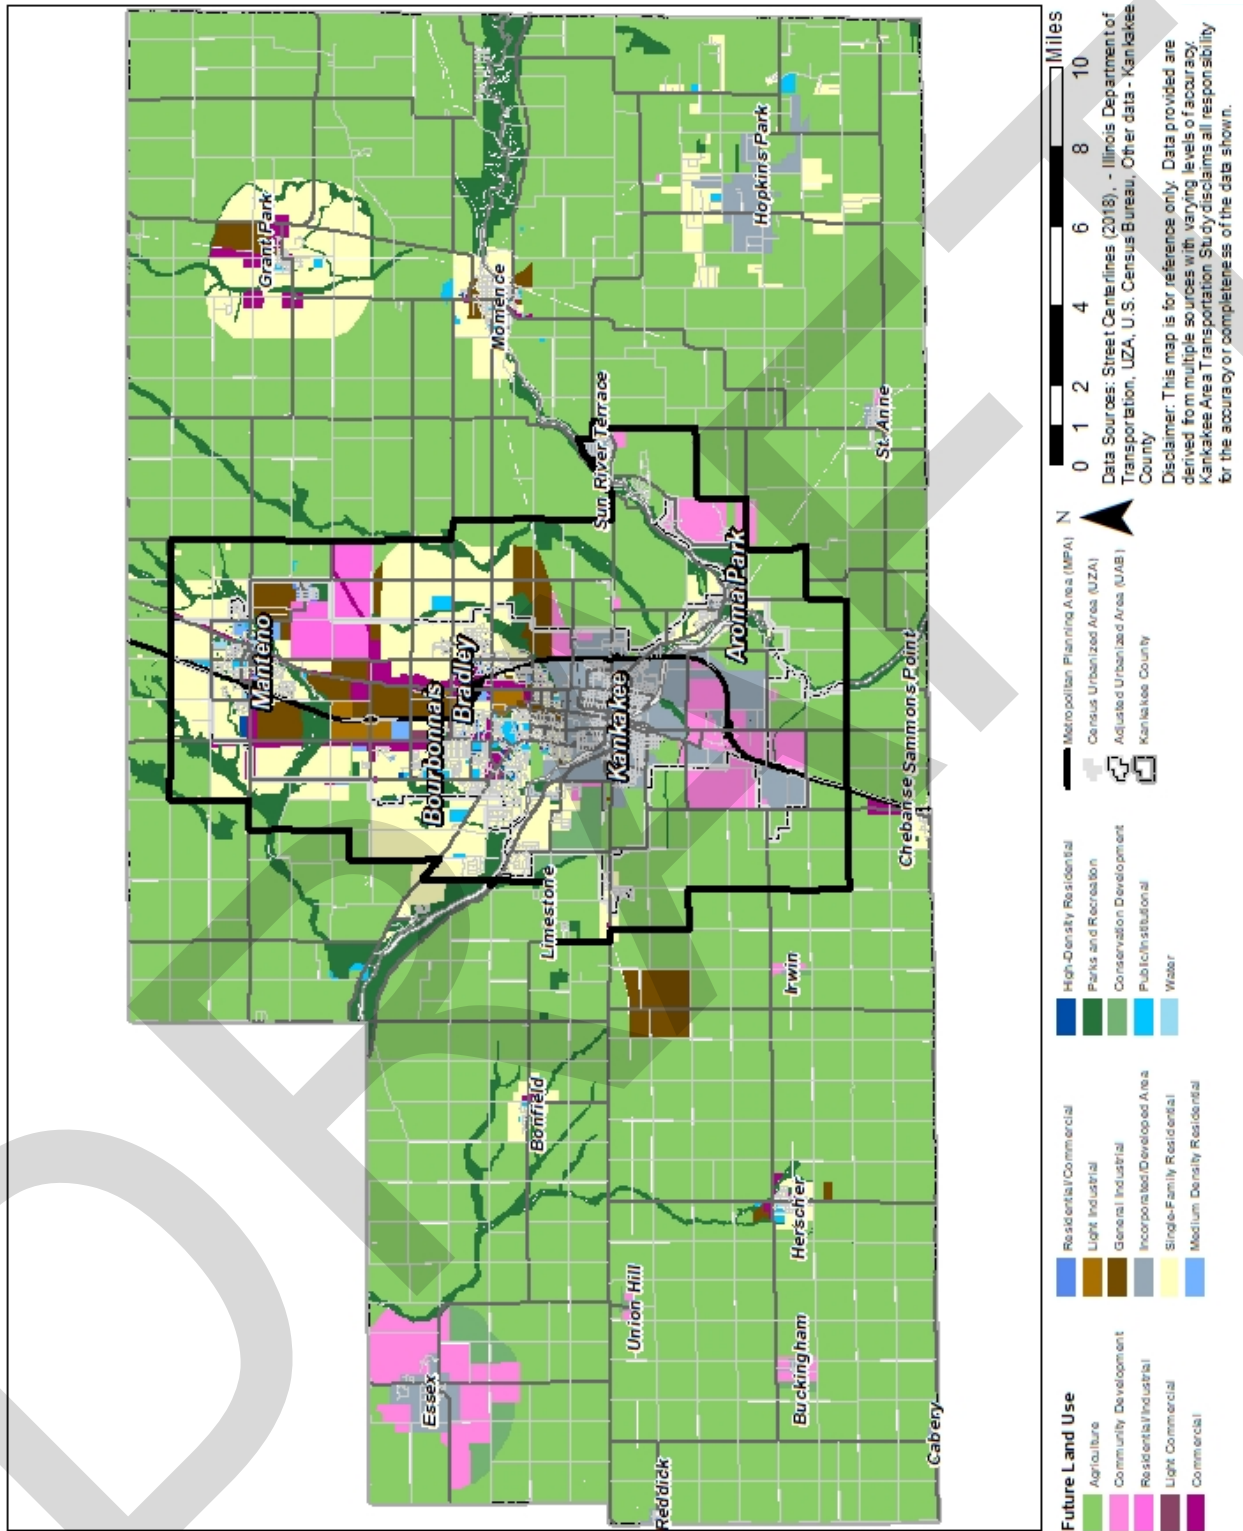 DRAFT
Grant Park
Momence
Hopkins Park
Sun River Terrace
St. Anne
Manteno
Bradley
Bourbonnais
Kankakee
Aroma Park
Sammons Point
Chebanse
Limestone
Irwin
Bonfield
Herscher
Union Hill
Essex
Buckingham
Cabery
Reddick
Future Land Use
Agriculture
Community Development
Residential/Industrial
Light Commercial
Commercial
Residential/Commercial
Light Industrial
General Industrial
Incorporated/Developed Area
Single-Family Residential
Medium Density Residential
High-Density Residential
Parks and Recreation
Conservation Development
Public/Institutional
Water
Metropolitan Planning Area (MPA)
Census Urbanized Area (UZA)
Adjusted Urbanized Area (UAB)
Kankakee County
N
0 1 2 4 6 8 10
Miles
Data Sources: Street Centerlines (2018), - Illinois Department of
Transportation, UZA, U.S. Census Bureau, Other data - Kankakee
County
Disclaimer: This map is for reference only. Data provided are
derived from multiple sources with varying levels of accuracy.
Kankakee Area Transportation Study disclaims all responsibility
for the accuracy or completeness of the data shown.